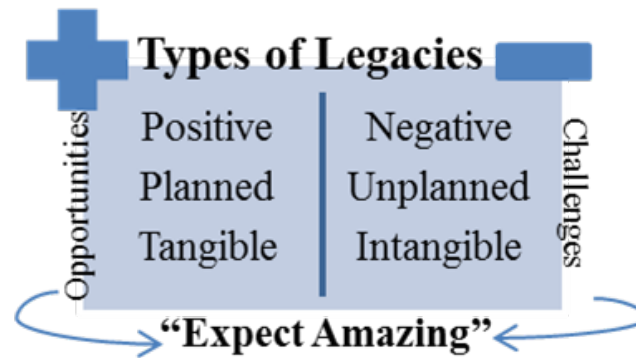 Types of Legacies
Opportunities
Positive
Planned
Tangible
Negative
Unplanned
Intangible
Challenges
“Expect Amazing”